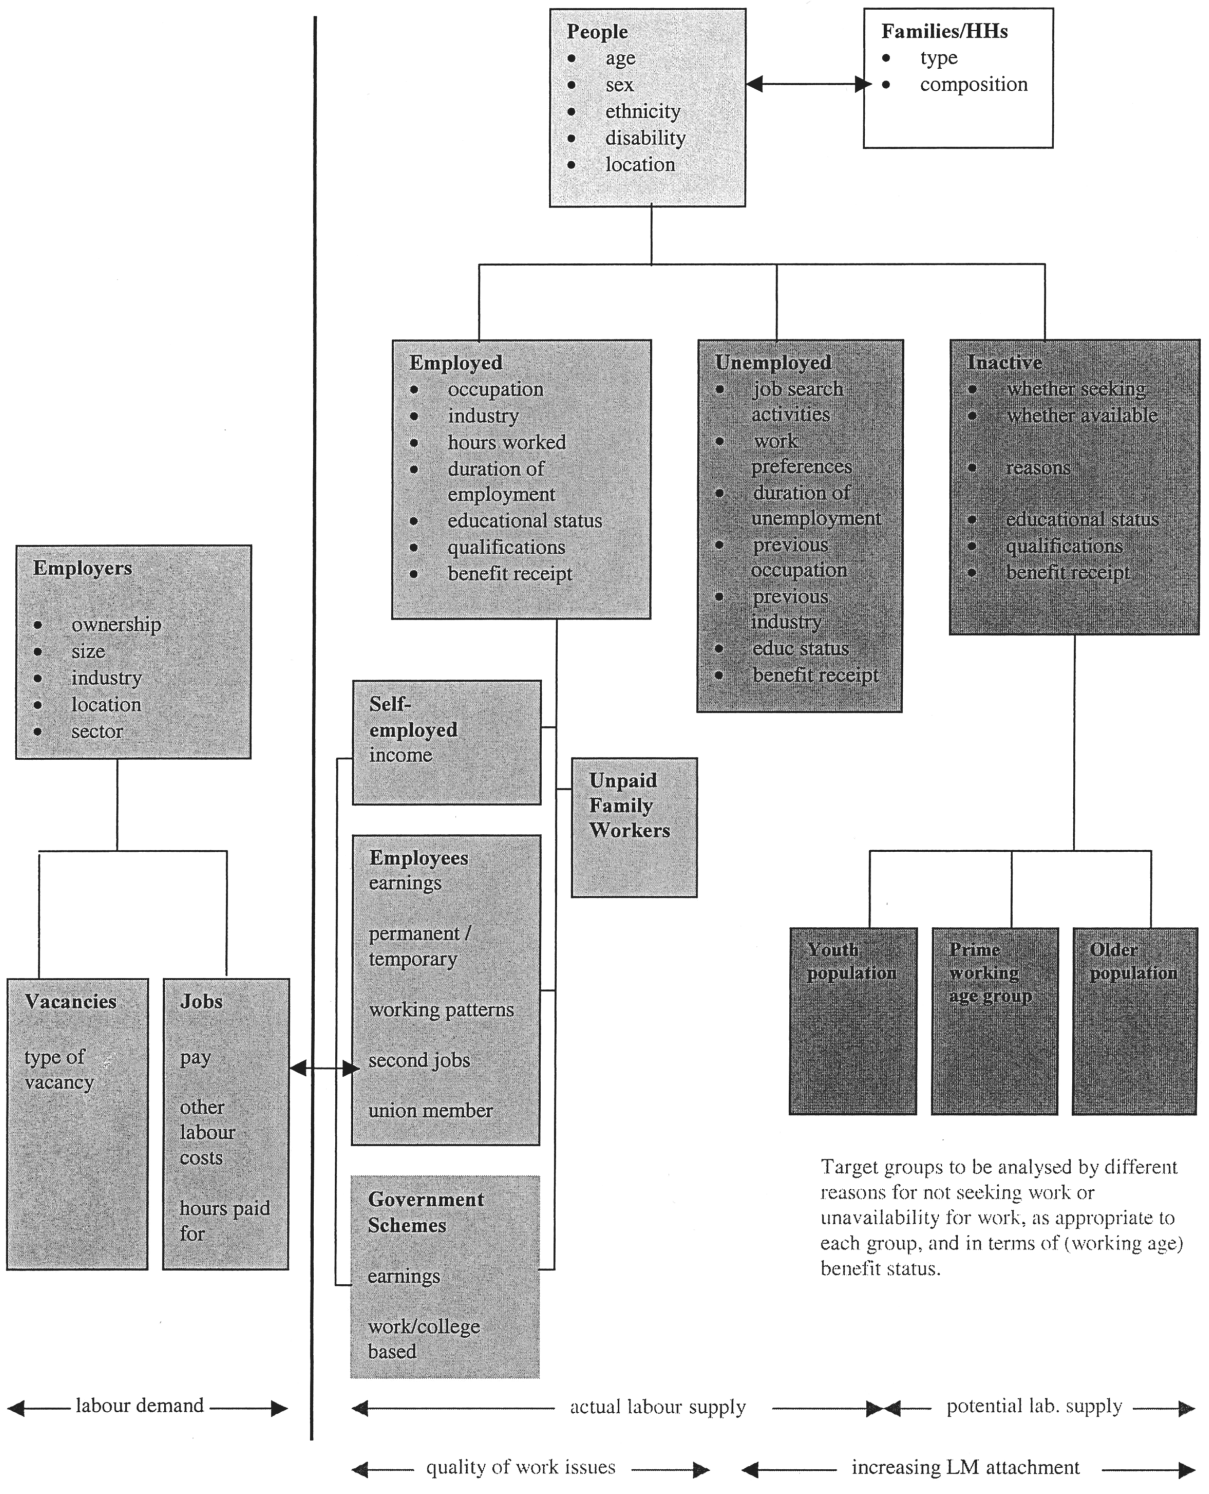 People
• age
• sex
• ethnicity
• disability
• location
Families/HHs
• type
• composition
Employed
• occupation
• industry
• hours worked
• duration of
employment
• educational status
• qualifications
• benefit receipt
Unemployed
• job search
activities
• work
preferences
• duration of
unemployment
• previous
occupation
• previous
industry
• educ status
• benefit receipt
Inactive
• whether seeking
• whether available
• reasons
• educational status
• qualifications
• benefit receipt
Employers
• ownership
• size
• industry
• location
• sector
Self-
employed
income
Unpaid
Family
Workers
Employees
earnings
permanent /
temporary
working patterns
second jobs
union member
Youth
population
Prime
working
age group
Older
population
Vacancies
type of
vacancy
Jobs
pay
other
labour
costs
hours paid
for
Government
Schemes
earnings
work/college
based
Target groups to be analysed by different
reasons for not seeking work or
unavailability for work, as appropriate to
each group, and in terms of (working age)
benefit status.
labour demand
actual labour supply
potential lab. supply
quality of work issues
increasing LM attachment